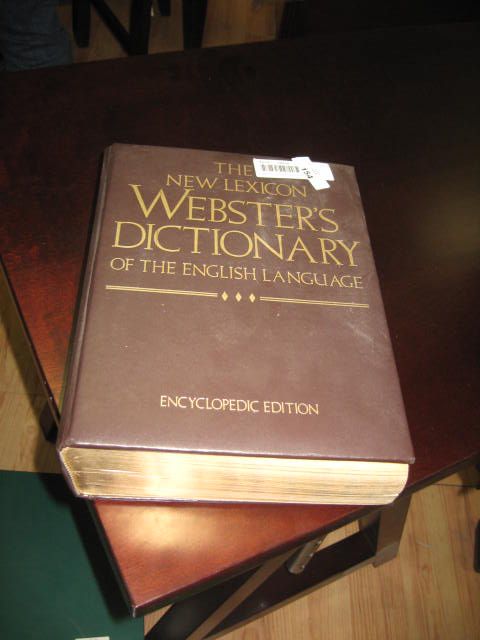 THE
NEW LEXICON
WEBSTER'S
DICTIONARY
OF THE ENGLISH LANGUAGE
ENCYCLOPEDIC EDITION